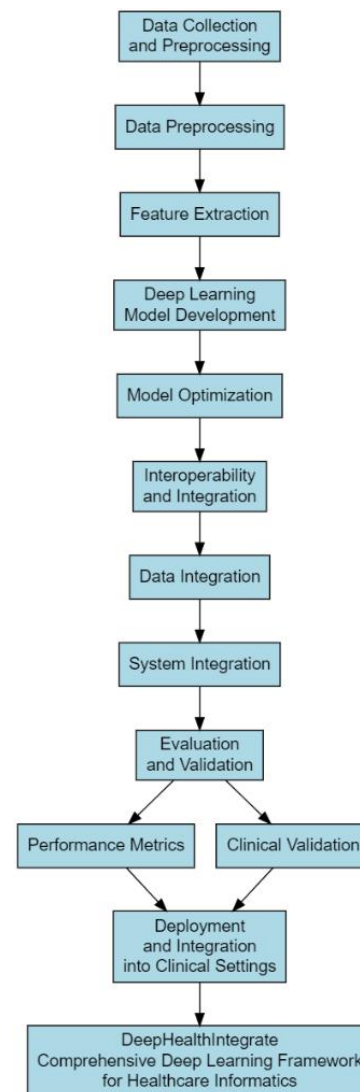 Data Collection
and Preprocessing
Data Preprocessing
Feature Extraction
Deep Learning
Model Development
Model Optimization
Interoperability
and Integration
Data Integration
System Integration
Evaluation
and Validation
Performance Metrics
Clinical Validation
Deployment
and Integration
into Clinical Settings
DeepHealthIntegrate
Comprehensive Deep Learning Framework
for Healthcare Informatics